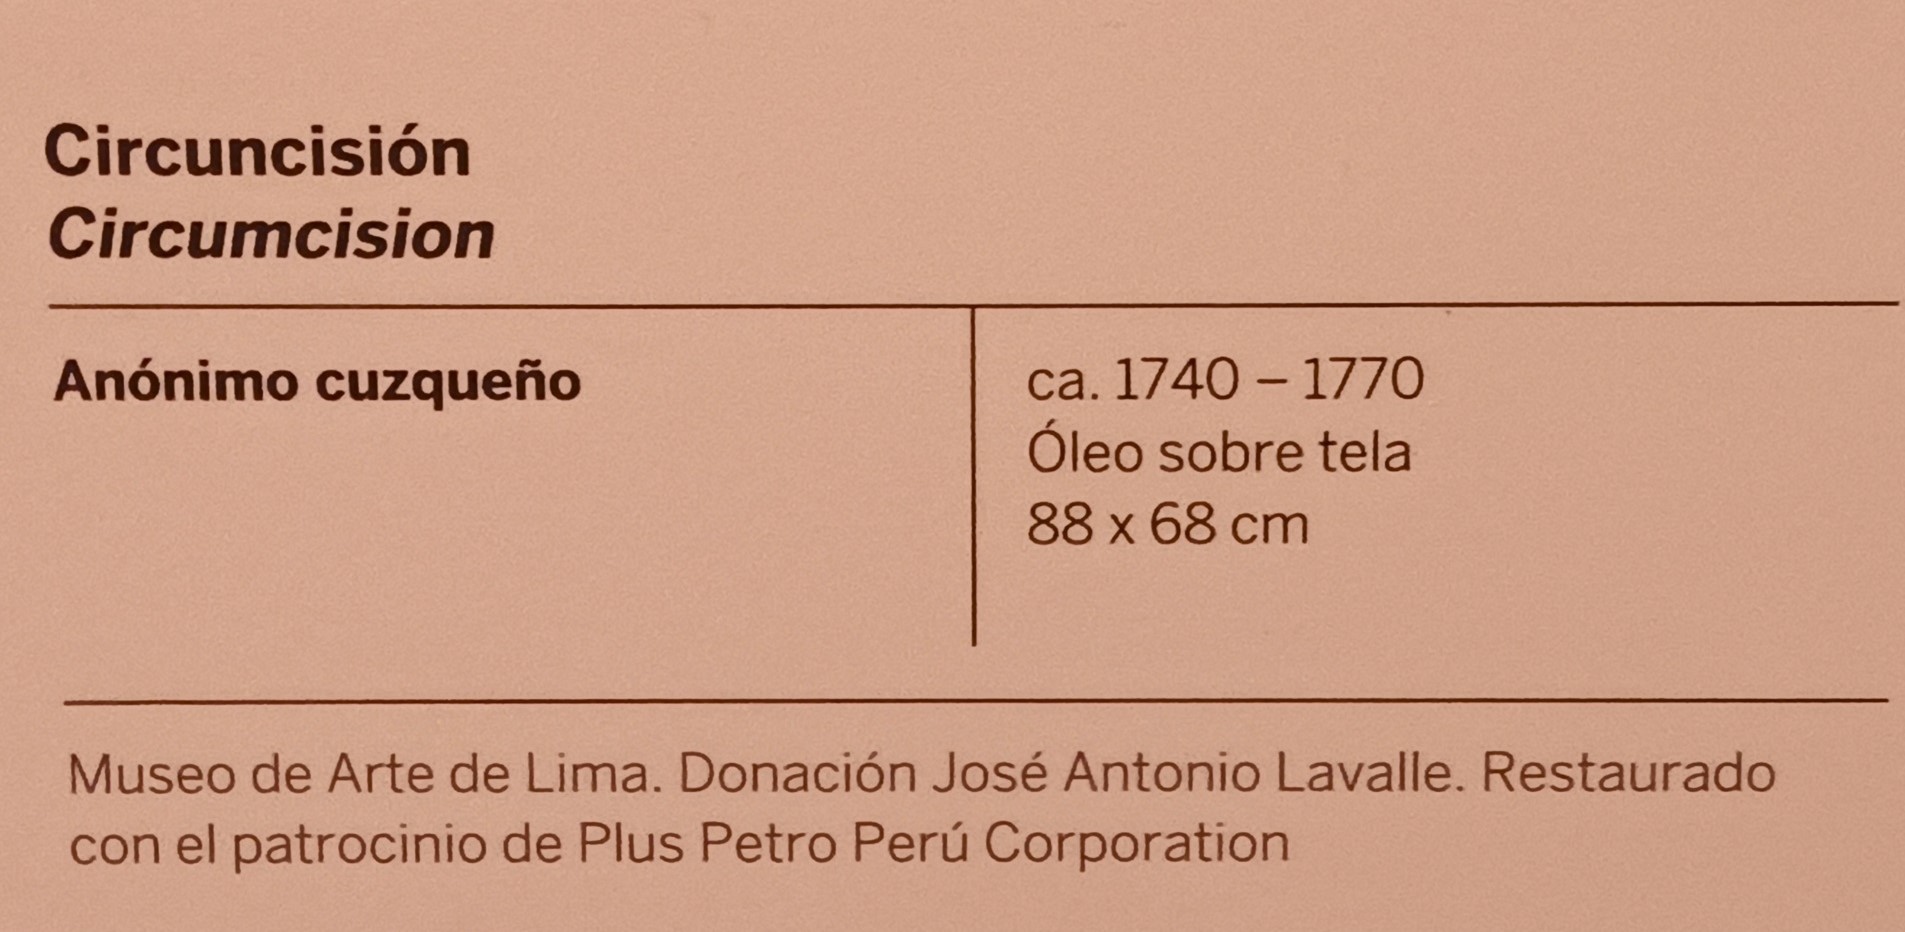 Circuncisión
Circumcision
Anónimo cuzqueño
ca. 1740 – 1770
Óleo sobre tela
88 x 68 cm
Museo de Arte de Lima. Donación José Antonio Lavalle. Restaurado
con el patrocinio de Plus Petro Perú Corporation